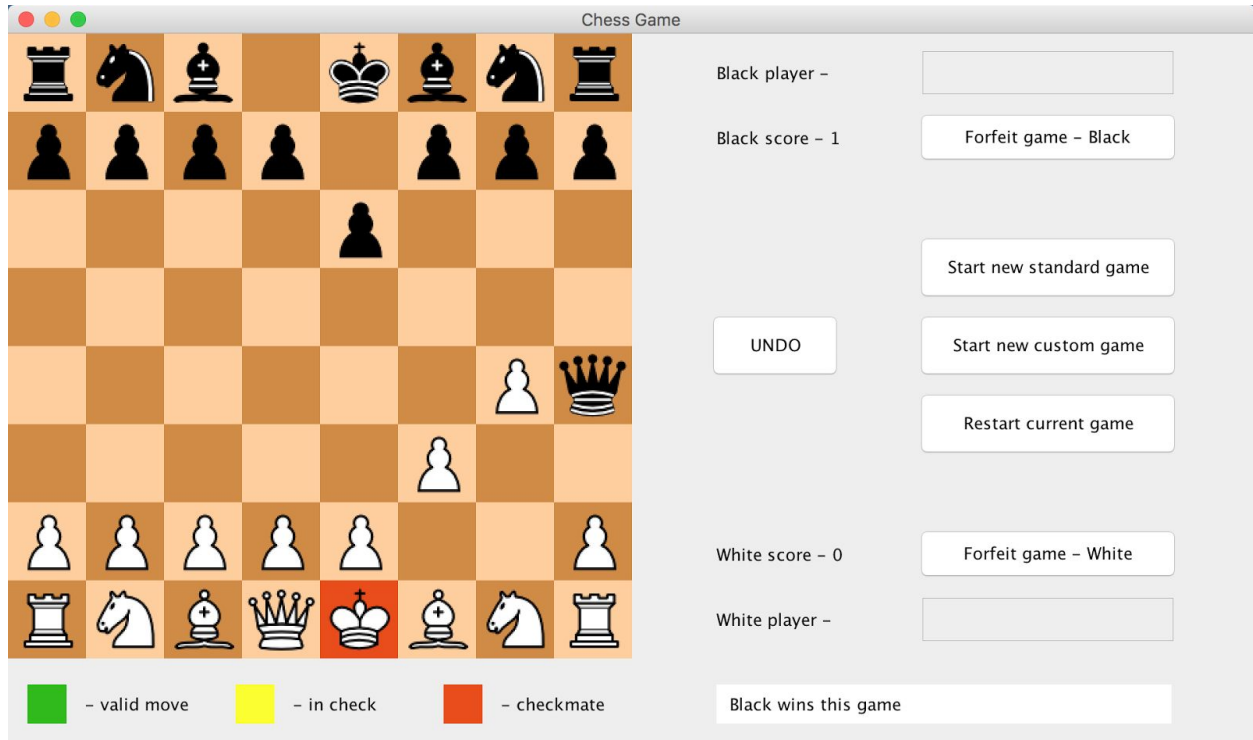 Chess Game
Black player –
Black score – 1
Forfeit game – Black
Start new standard game
UNDO
Start new custom game
Restart current game
White score – 0
Forfeit game – White
White player –
– valid move
– in check
– checkmate
Black wins this game